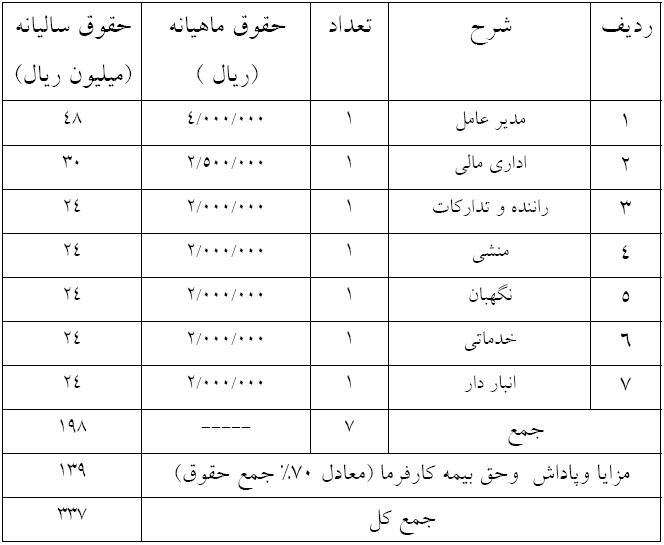 ردیف شرح تعداد حقوق ماهیانه (ریال ) حقوق سالیانه (میلیون ریال)
١ مدیر عامل ١ ٤/٠٠٠/٠٠٠ ٤٨
٢ اداری مالی ١ ٢/٥٠٠/٠٠٠ ٣٠
٣ راننده و تدارکات ١ ٢/٠٠٠/٠٠٠ ٢٤
٤ منشی ١ ٢/٠٠٠/٠٠٠ ٢٤
٥ نگهبان ١ ٢/٠٠٠/٠٠٠ ٢٤
٦ خدماتی ١ ٢/٠٠٠/٠٠٠ ٢٤
٧ انبار دار ١ ٢/٠٠٠/٠٠٠ ٢٤
جمع ٧ ----- ١٩٨
مزایا وپاداش وحق بیمه کارفرما (معادل ٧٠٪ جمع حقوق) ١٣٩
جمع کل ٣٣٧